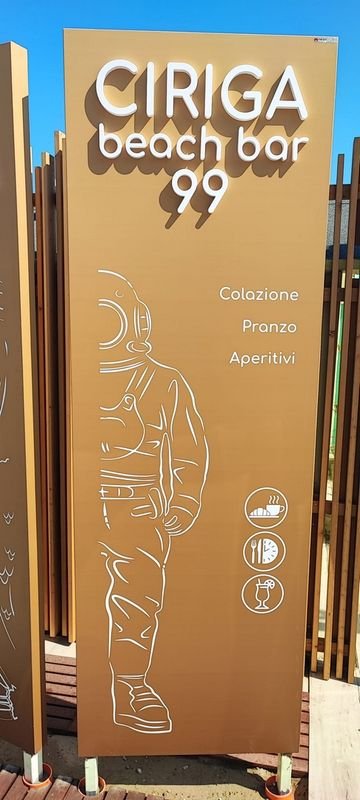 CIRIGA
beach bar
99
Colazione
Pranzo
Aperitivi